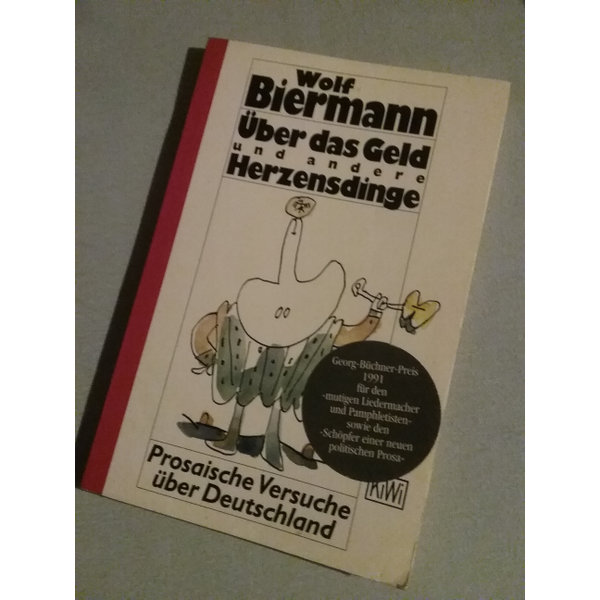 Wolf
Biermann
Über das Geld
und andere
Herzensdinge
Georg-Büchner-Preis
1991
für den
-mutigen Liedermacher
und Pamphletisten-
sowie den
-Schöpfer einer neuen
politischen Prosa-
KiWi
Prosaische Versuche
über Deutschland